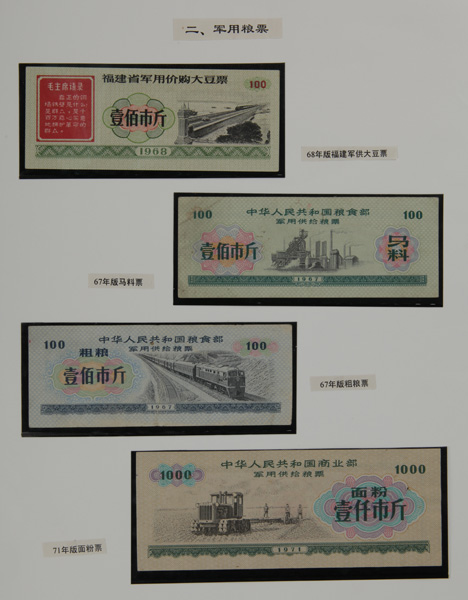 二、军用粮票
毛主席语录
福建省军用价购大豆票
100
壹佰市斤
1968
68年版福建军供大豆票
100
中华人民共和国粮食部
100
军用供给粮票
壹佰市斤
马料
1967
67年版马料票
100
中华人民共和国粮食部
军用供给粮票
100
粗粮
壹佰市斤
1967
67年版粗粮票
中华人民共和国商业部
1000
军用供给粮票
1000
面粉
壹仟市斤
1971
71年版面粉票